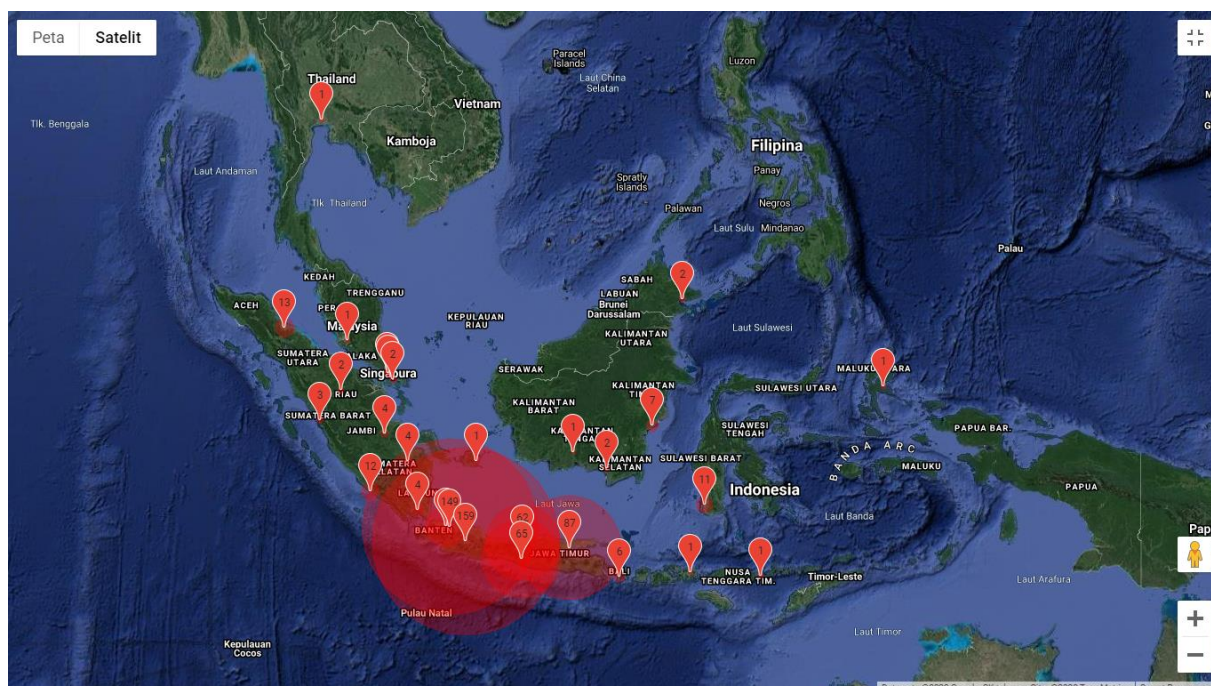 Peta Satelit
Paracel
Islands
Luzon
Thailand
1
Laut China
Selatan
Vietnam
Tlk. Benggala
Kamboja
Filipina
Laut Andaman
Panay
Spratly
Islands
Tlk. Thailand
Palawan
Negros
Laut Sulu
Mindanao
Palau
KEDAH
SABAH
2
TRENGGANU
LABUAN
ACEH
13
Brunei
Darussalam
1
Malaysia
KEPULAUAN
RIAU
Laut Sulawesi
KALIMANTAN
UTARA
SUMATERA
UTARA
2
2
Singapura
SERAWAK
MALUKU UTARA
1
RIAU
SULAWESI UTARA
3
SUMATERA BARAT
4
KALIMANTAN
BARAT
7
JAMBI
SULAWESI
TENGAH
PAPUA BAR.
1
4
1
2
KALIMANTAN
SELATAN
SULAWESI BARAT
BANDA ARC
MALUKU
12
4
11
Indonesia
PAPUA
149
159
Laut Jawa
62
87
65
Laut Banda
BANTEN
JAWA TIMUR
6
BALI
1
1
NUSA
TENGGARA TIM.
Timor-Leste
Laut Arafura
Pulau Natal
Laut Timor
Kepulauan
Cocos
+
−